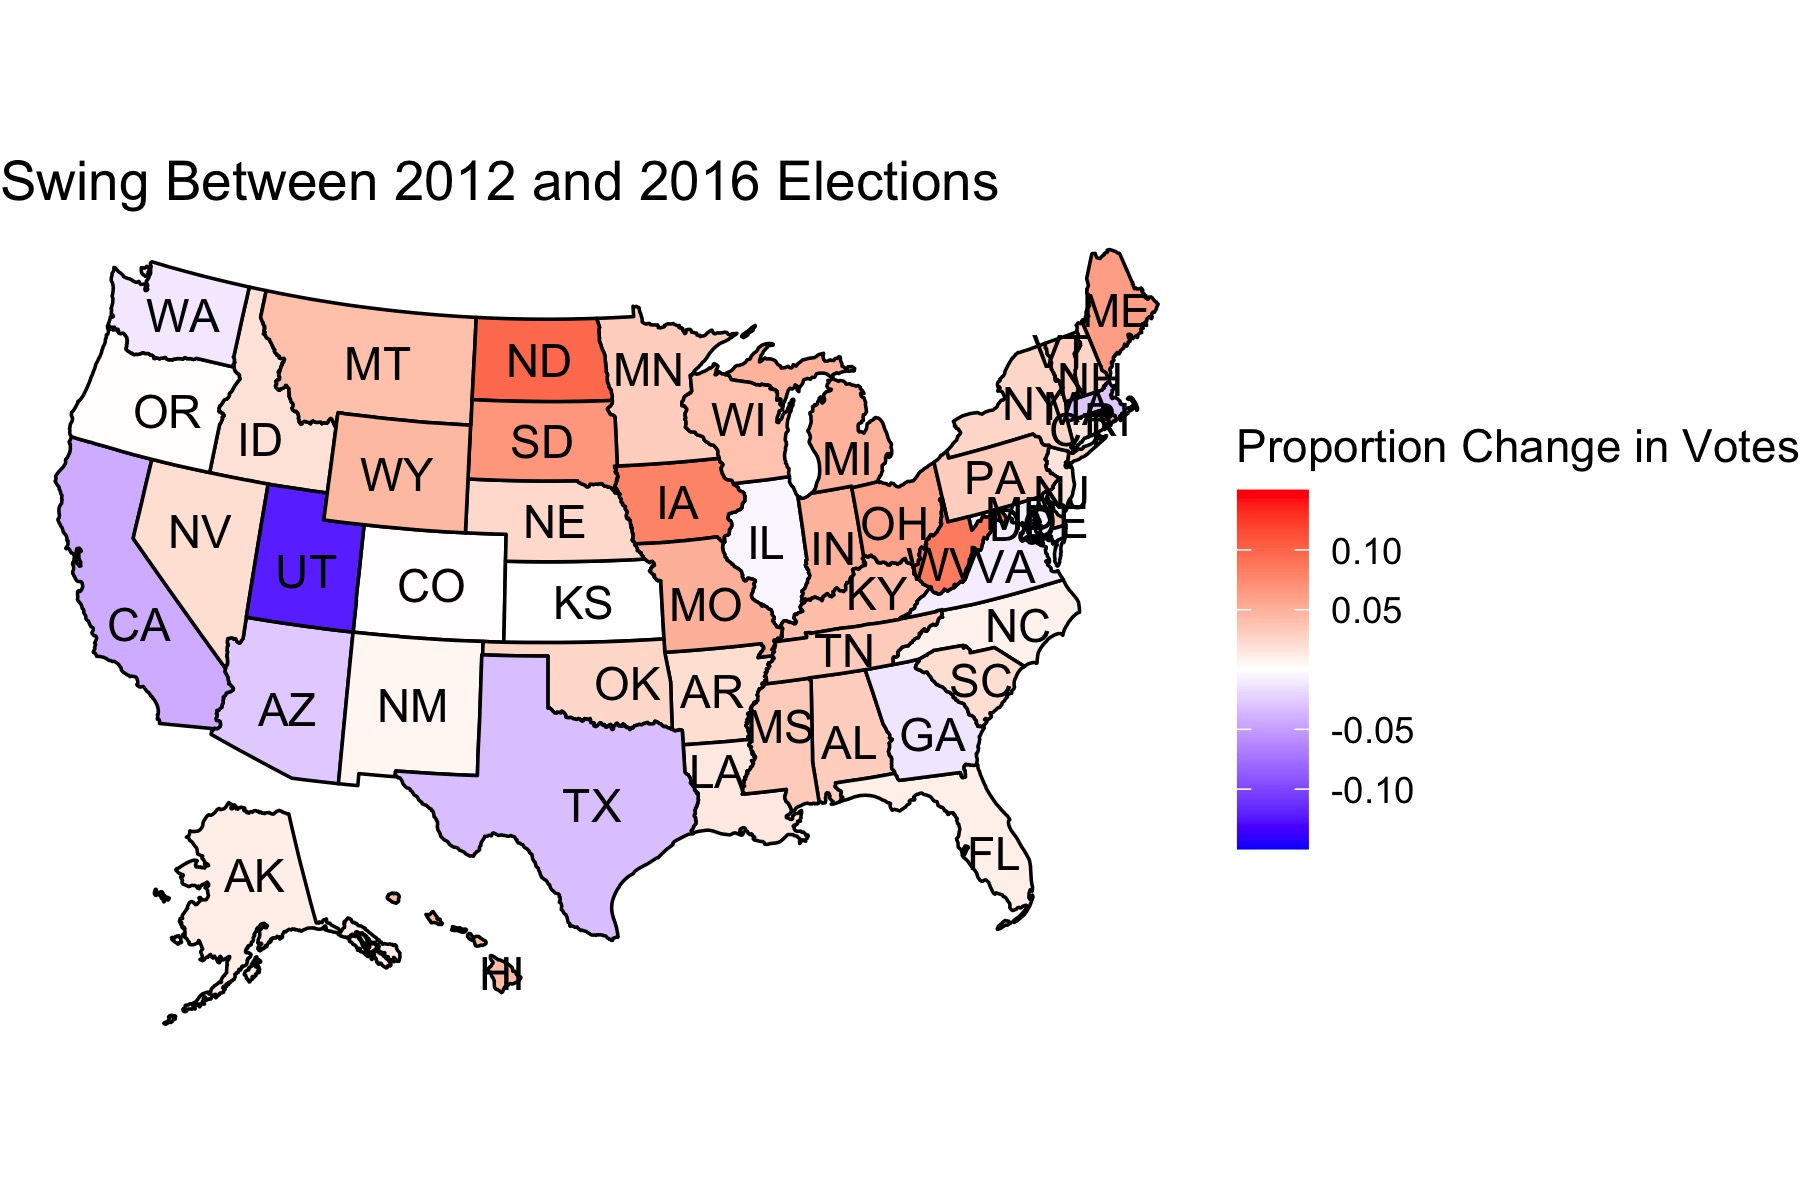 Swing Between 2012 and 2016 Elections
WA
MT
ND
MN
ME
VT
NH
OR
ID
SD
WI
NY
MA
CT
RI
WY
MI
PA
NJ
NV
NE
IA
OH
MD
DE
UT
CO
KS
MO
IL
IN
WV
VA
KY
CA
NC
TN
AZ
NM
OK
AR
SC
MS
AL
GA
LA
TX
FL
AK
HI
Proportion Change in Votes
0.10
0.05
0.00
-0.05
-0.10